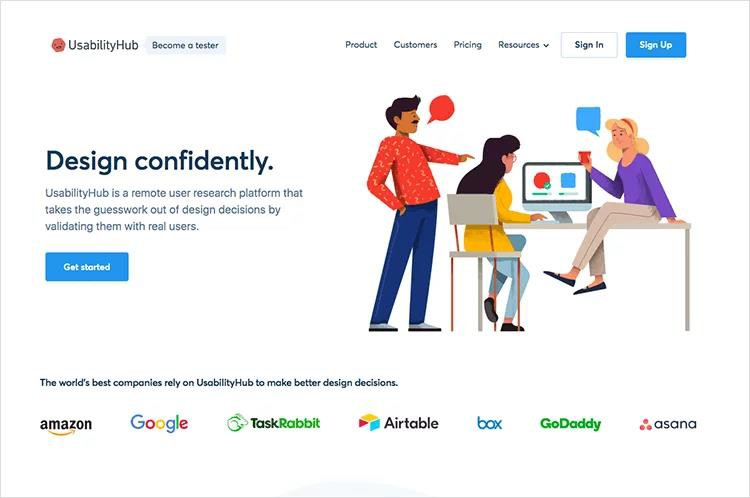 UsabilityHub Become a tester Product Customers Pricing Resources Sign In Sign Up
Design confidently.
UsabilityHub is a remote user research platform that
takes the guesswork out of design decisions by
validating them with real users.
Get started
The world's best companies rely on UsabilityHub to make better design decisions.
amazon Google TaskRabbit Airtable box GoDaddy asana